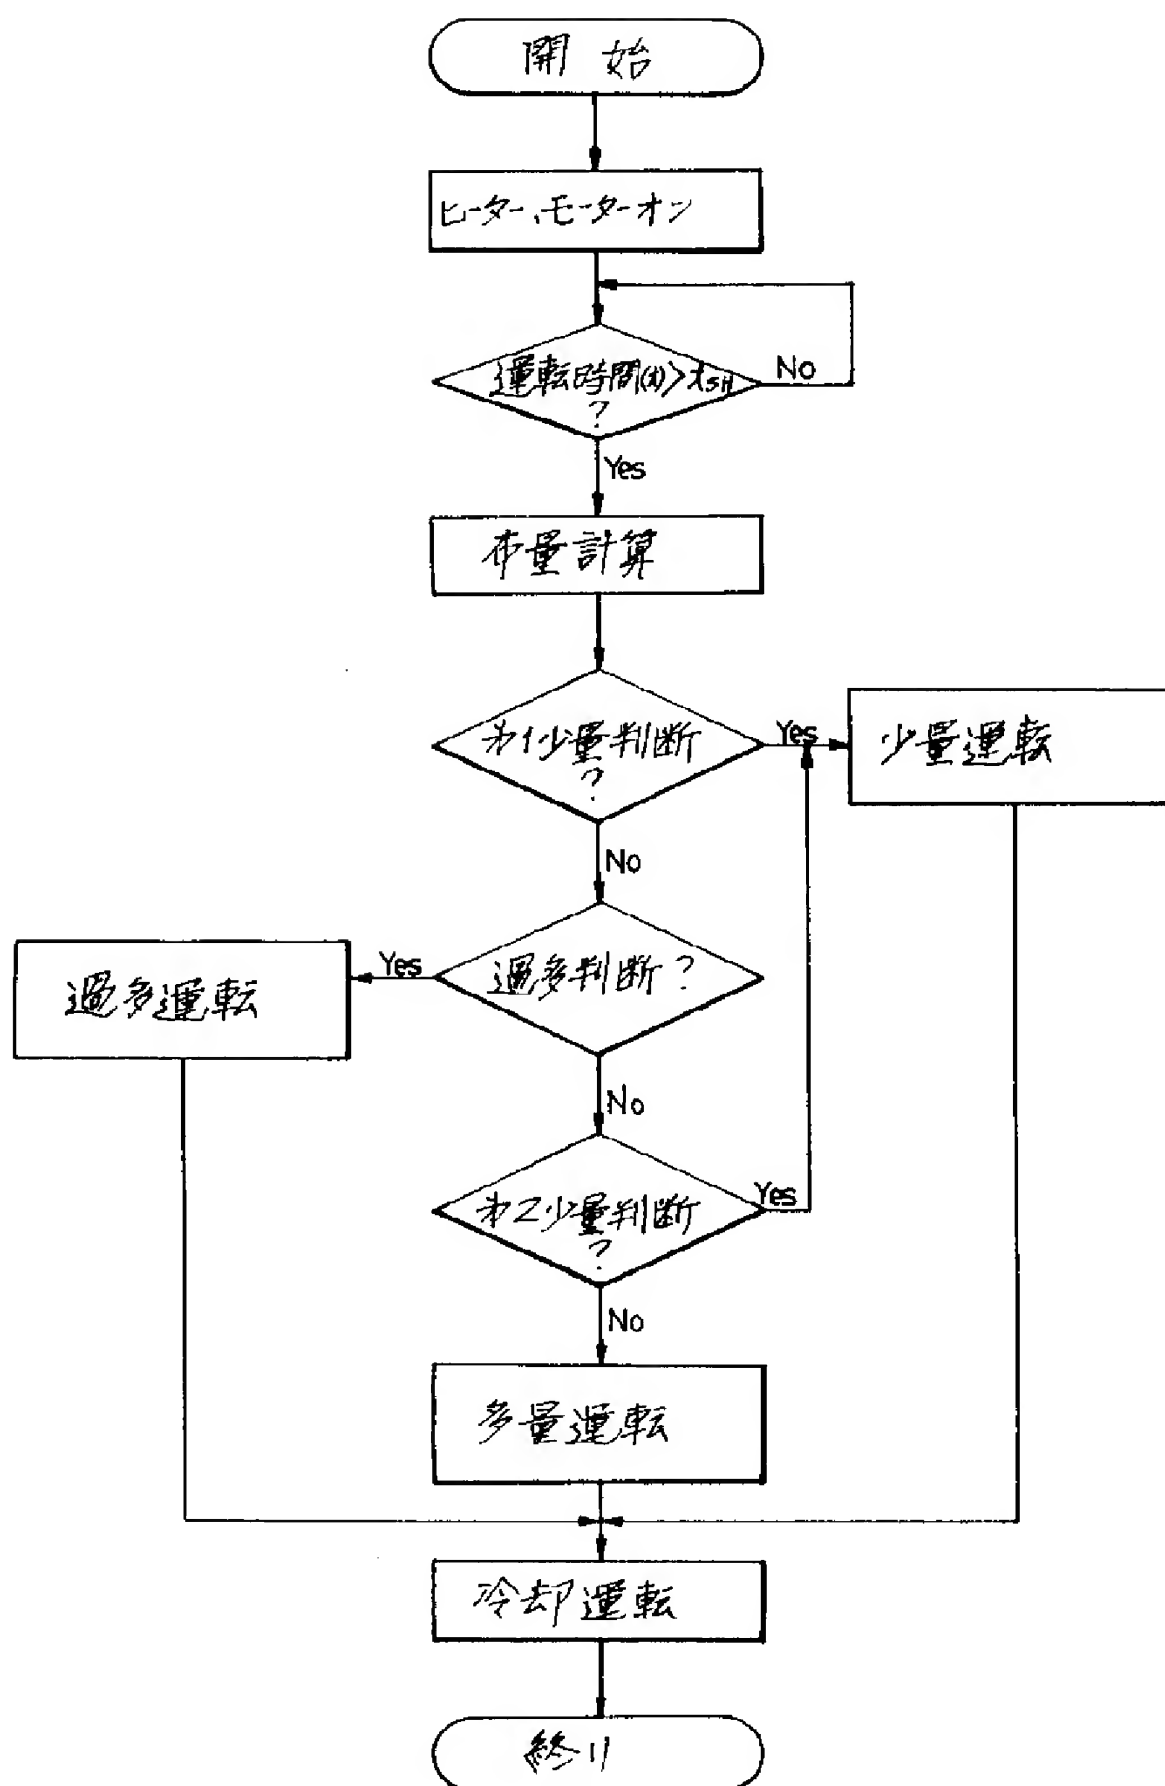 開始
ヒーター、モーターオン
運転時間(t)>tSH
?
No
Yes
布量計算
才1少量判断
?
Yes
少量運転
No
過多判断?
Yes
過多運転
No
才2少量判断
?
Yes
No
多量運転
冷却運転
終り